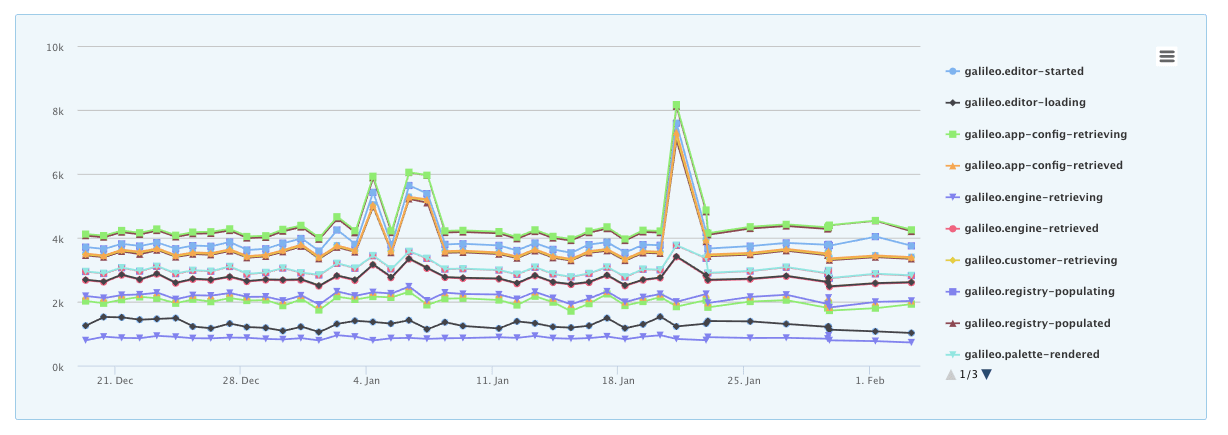 10k
8k
6k
4k
2k
0k
21. Dec
28. Dec
4. Jan
11. Jan
18. Jan
25. Jan
1. Feb
galileo.editor-started
galileo.editor-loading
galileo.app-config-retrieving
galileo.app-config-retrieved
galileo.engine-retrieving
galileo.engine-retrieved
galileo.customer-retrieving
galileo.registry-populating
galileo.registry-populated
galileo.palette-rendered
1/3